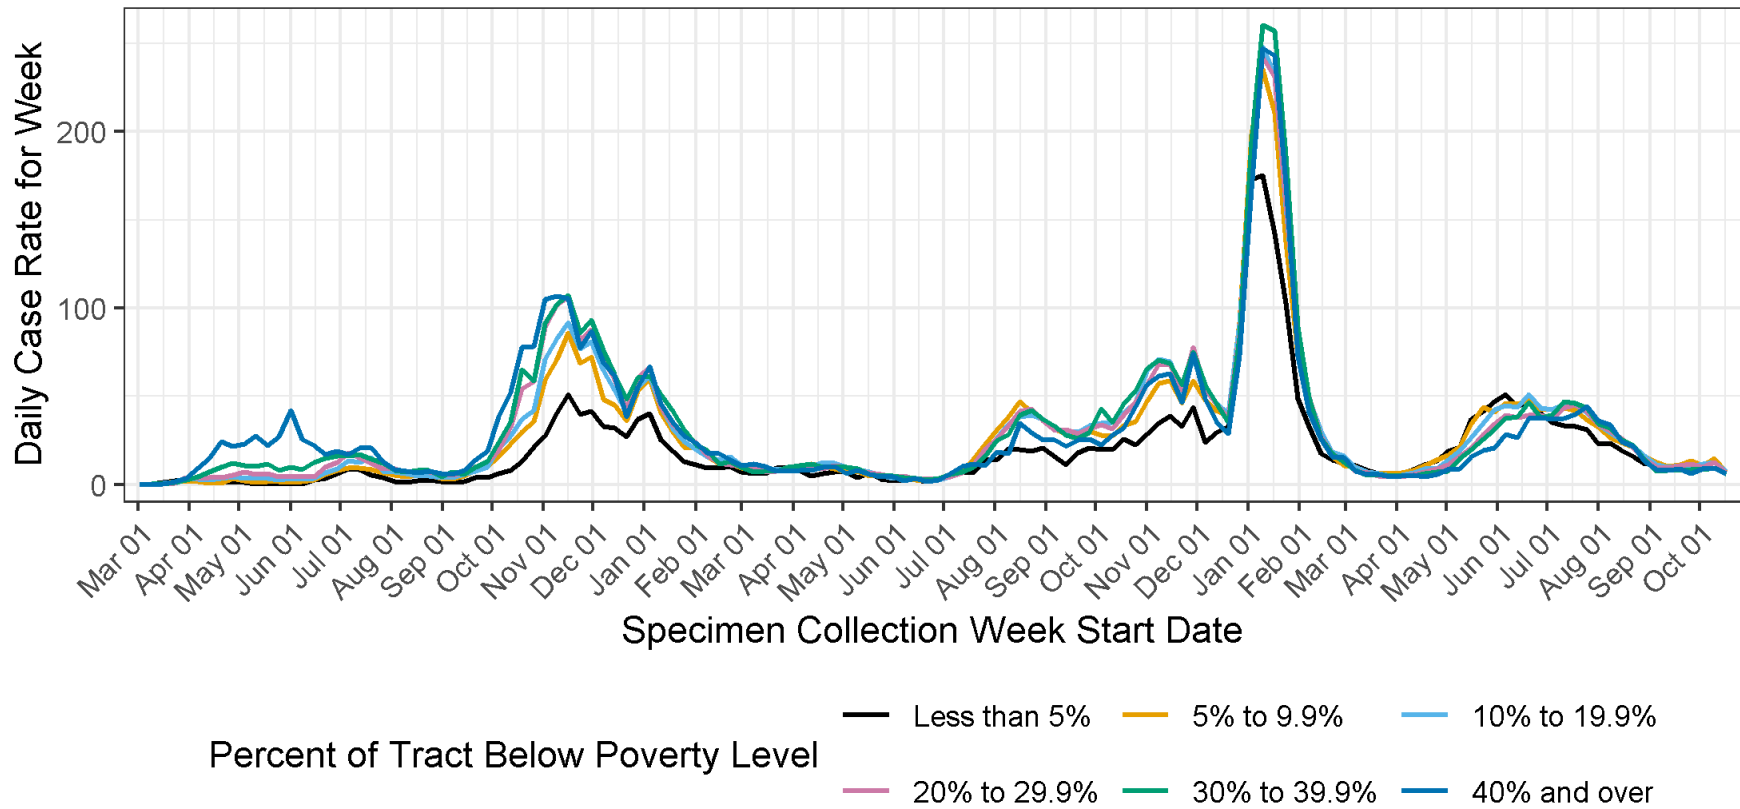 Daily Case Rate for Week
200
100
0
Mar 01
Apr 01
May 01
Jun 01
Jul 01
Aug 01
Sep 01
Oct 01
Nov 01
Dec 01
Jan 01
Feb 01
Mar 01
Apr 01
May 01
Jun 01
Jul 01
Aug 01
Sep 01
Oct 01
Nov 01
Dec 01
Jan 01
Feb 01
Mar 01
Apr 01
May 01
Jun 01
Jul 01
Aug 01
Sep 01
Oct 01
Specimen Collection Week Start Date
Percent of Tract Below Poverty Level
Less than 5%
5% to 9.9%
10% to 19.9%
20% to 29.9%
30% to 39.9%
40% and over